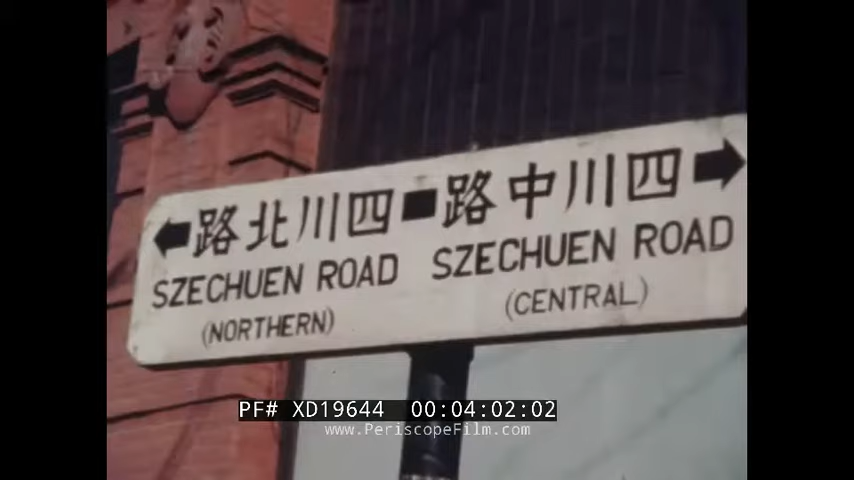 四川北路
SZECHUEN ROAD
(NORTHERN)
四川中路
SZECHUEN ROAD
(CENTRAL)
PF# XD19644 00:04:02:02
www.PeriscopeFilm.com